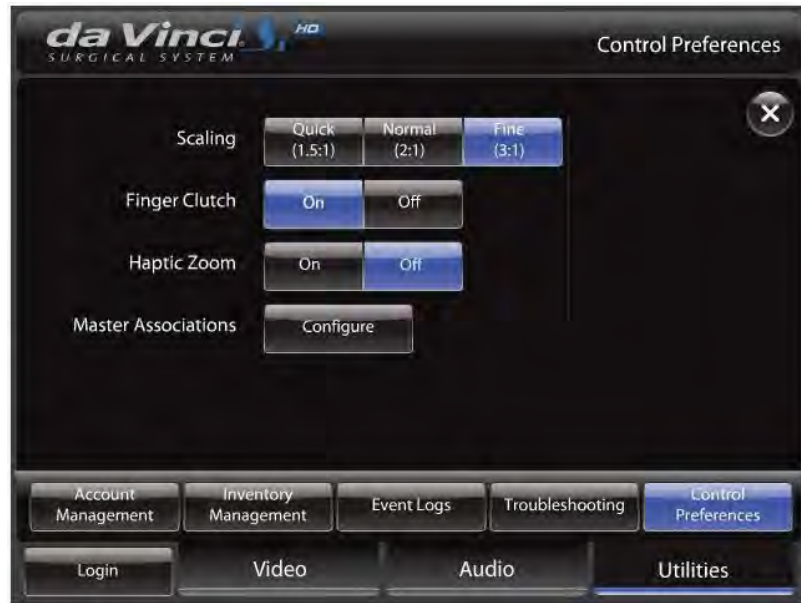 da Vinci Si HD
SURGICAL SYSTEM
Control Preferences
Scaling
Quick
(1.5:1)
Normal
(2:1)
Fine
(3:1)
Finger Clutch
On
Off
Haptic Zoom
On
Off
Master Associations
Configure
Account
Management
Inventory
Management
Event Logs
Troubleshooting
Control
Preferences
Login
Video
Audio
Utilities